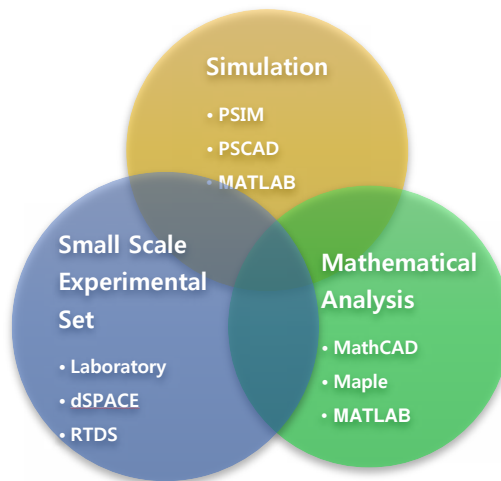 Simulation
• PSIM
• PSCAD
• MATLAB
Small Scale
Experimental
Set
• Laboratory
• dSPACE
• RTDS
Mathematical
Analysis
• MathCAD
• Maple
• MATLAB